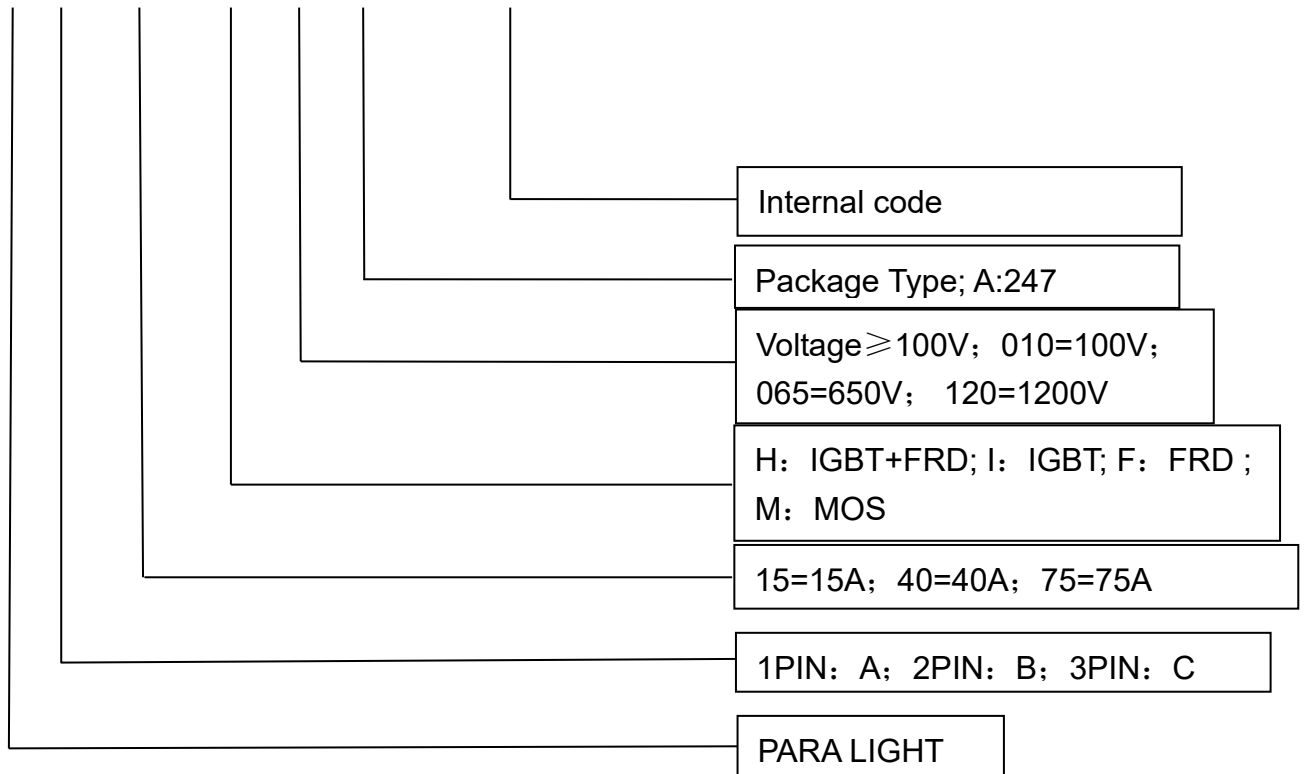 Internal code
Package Type; A:247
Voltage≥100V；010=100V；
065=650V； 120=1200V
H：IGBT+FRD; I：IGBT; F：FRD ;
M：MOS
15=15A；40=40A；75=75A
1PIN：A；2PIN：B；3PIN：C
PARA LIGHT